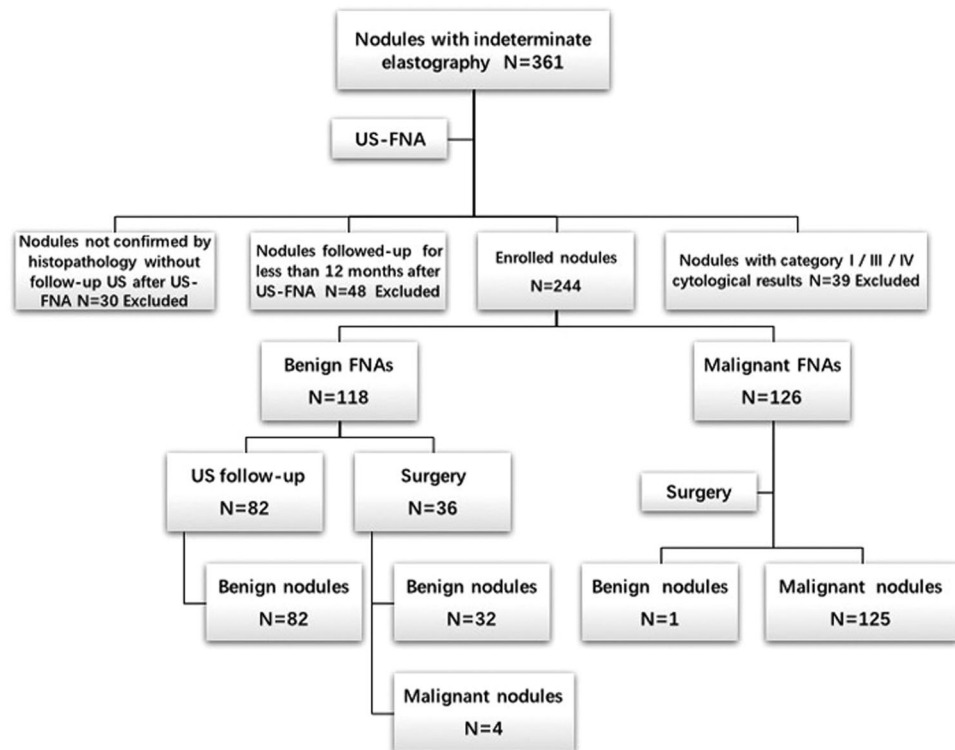 Nodules with indeterminate
elastography N=361
US-FNA
Nodules not confirmed by
histopathology without
follow-up US after US-
FNA N=30 Excluded
Nodules followed-up for
less than 12 months after
US-FNA N=48 Excluded
Enrolled nodules
N=244
Nodules with category I / III / IV
cytological results N=39 Excluded
Benign FNAs
N=118
Malignant FNAs
N=126
US follow-up
N=82
Surgery
N=36
Surgery
Benign nodules
N=82
Benign nodules
N=32
Benign nodules
N=1
Malignant nodules
N=125
Malignant nodules
N=4